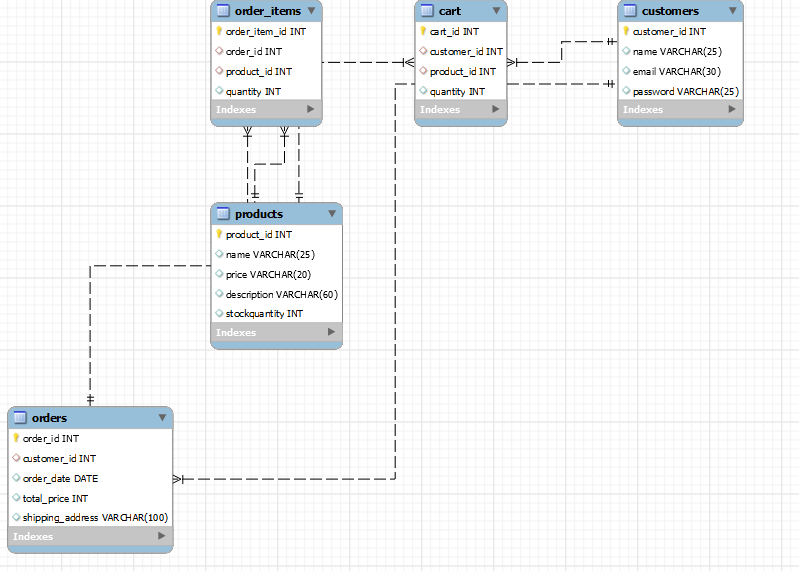 order_items
order_item_id INT
order_id INT
product_id INT
quantity INT
Indexes
cart
cart_id INT
customer_id INT
product_id INT
quantity INT
Indexes
customers
customer_id INT
name VARCHAR(25)
email VARCHAR(30)
password VARCHAR(25)
Indexes
products
product_id INT
name VARCHAR(25)
price VARCHAR(20)
description VARCHAR(60)
stockquantity INT
Indexes
orders
order_id INT
customer_id INT
order_date DATE
total_price INT
shipping_address VARCHAR(100)
Indexes